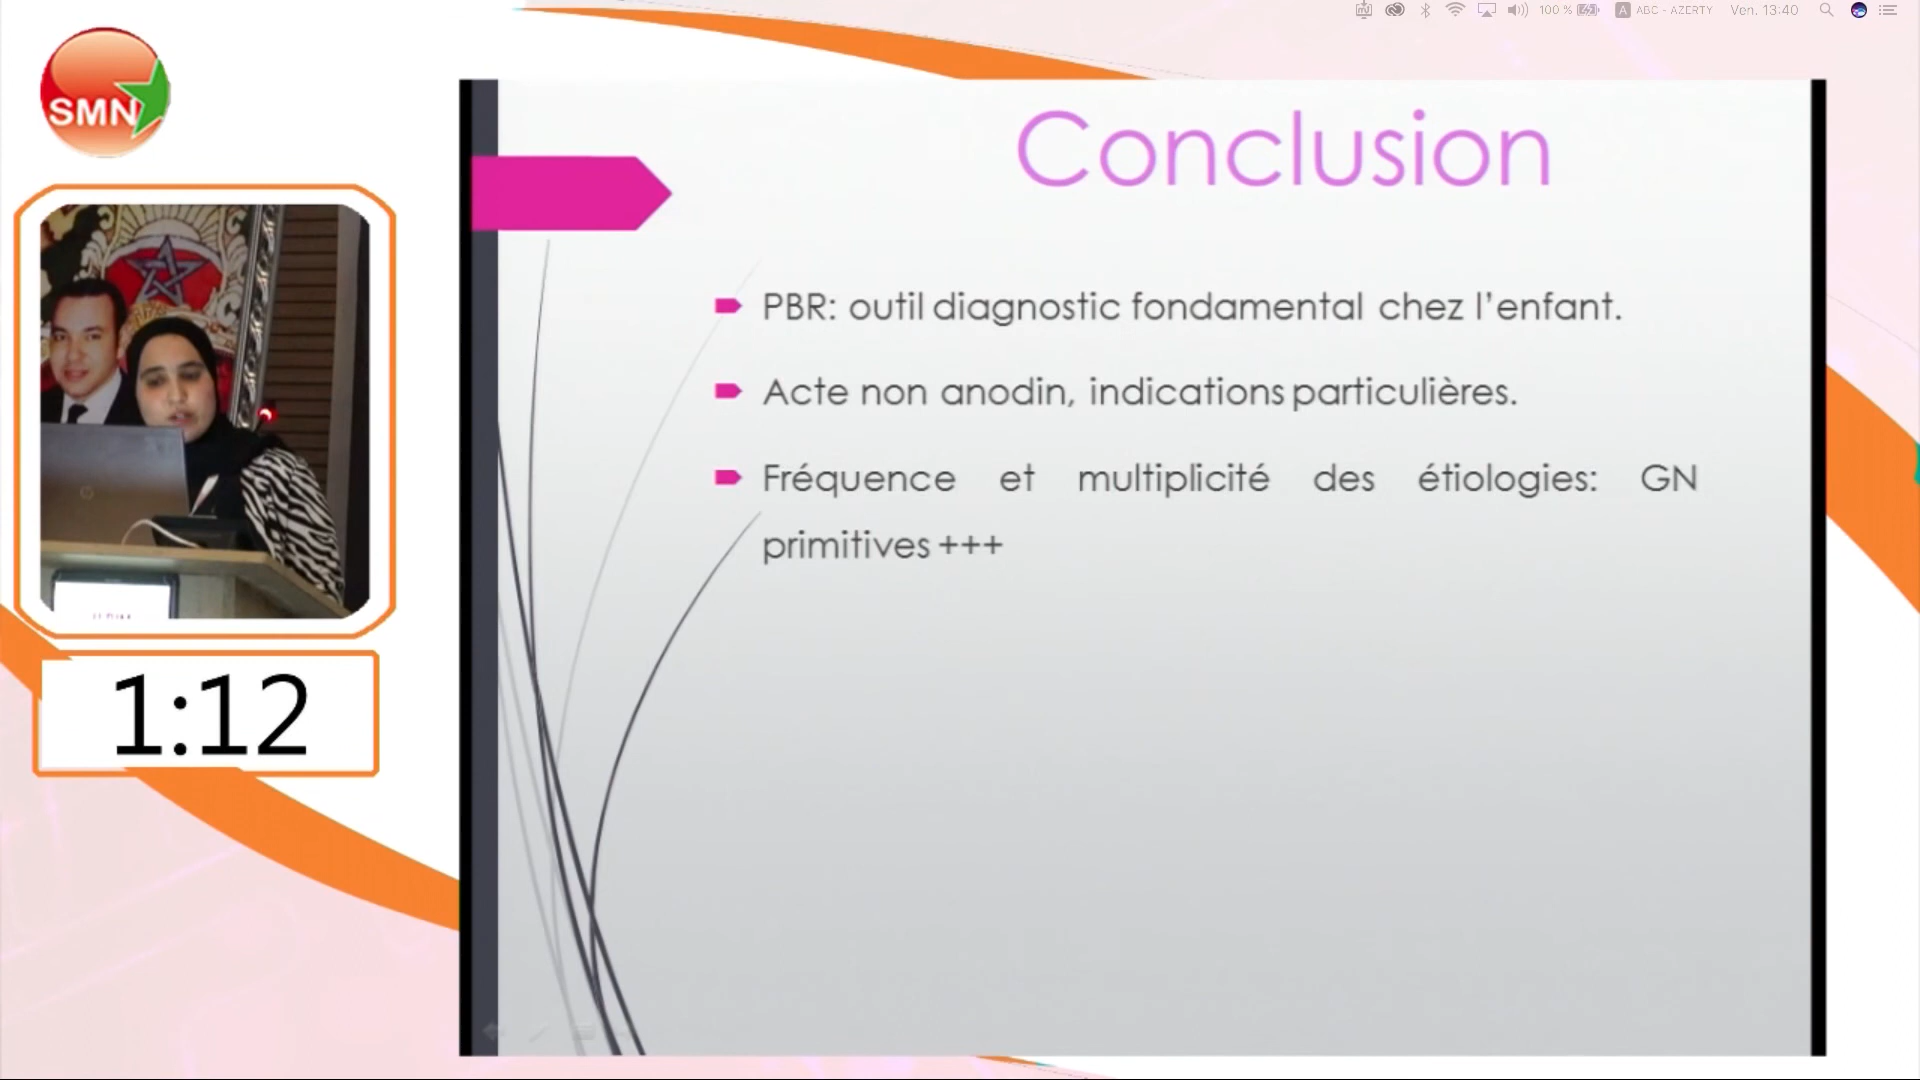 100 %
ABC - AZERTY
Ven. 13:40
SMN
Conclusion
PBR: outil diagnostic fondamental chez l'enfant.
Acte non anodin, indications particulières.
Fréquence et multiplicité des étiologies: GN
primitives +++
1:12